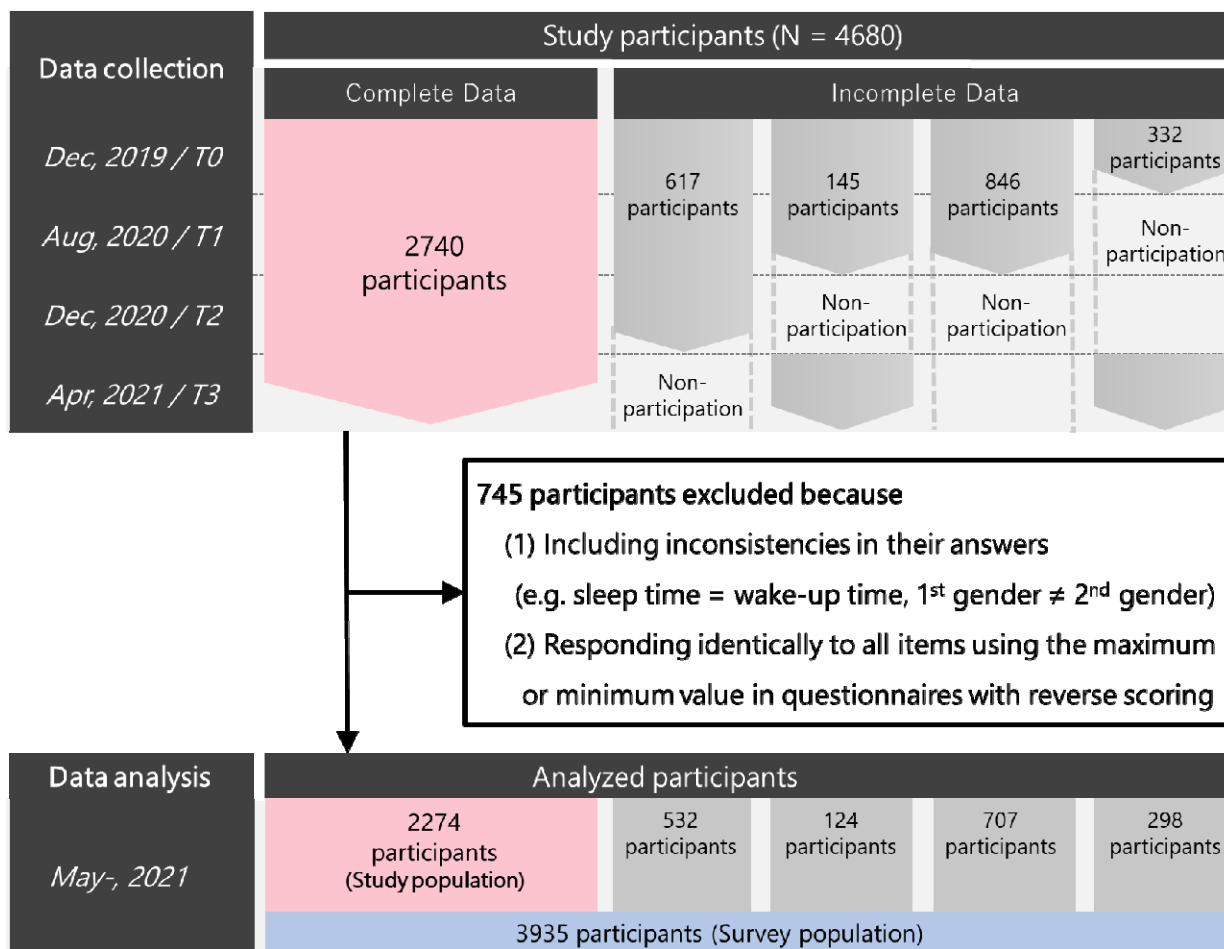 Study participants (N = 4680)
Data collection
Complete Data
Incomplete Data
Dec, 2019 / T0
Aug, 2020 / T1
Dec, 2020 / T2
Apr, 2021 / T3
2740
participants
617
participants
Non-
participation
145
participants
Non-
participation
846
participants
Non-
participation
332
participants
Non-
participation
745 participants excluded because
(1) Including inconsistencies in their answers
(e.g. sleep time = wake-up time, 1st gender ≠ 2nd gender)
(2) Responding identically to all items using the maximum
or minimum value in questionnaires with reverse scoring
Data analysis
Analyzed participants
May-, 2021
2274
participants
(Study population)
532
participants
124
participants
707
participants
298
participants
3935 participants (Survey population)